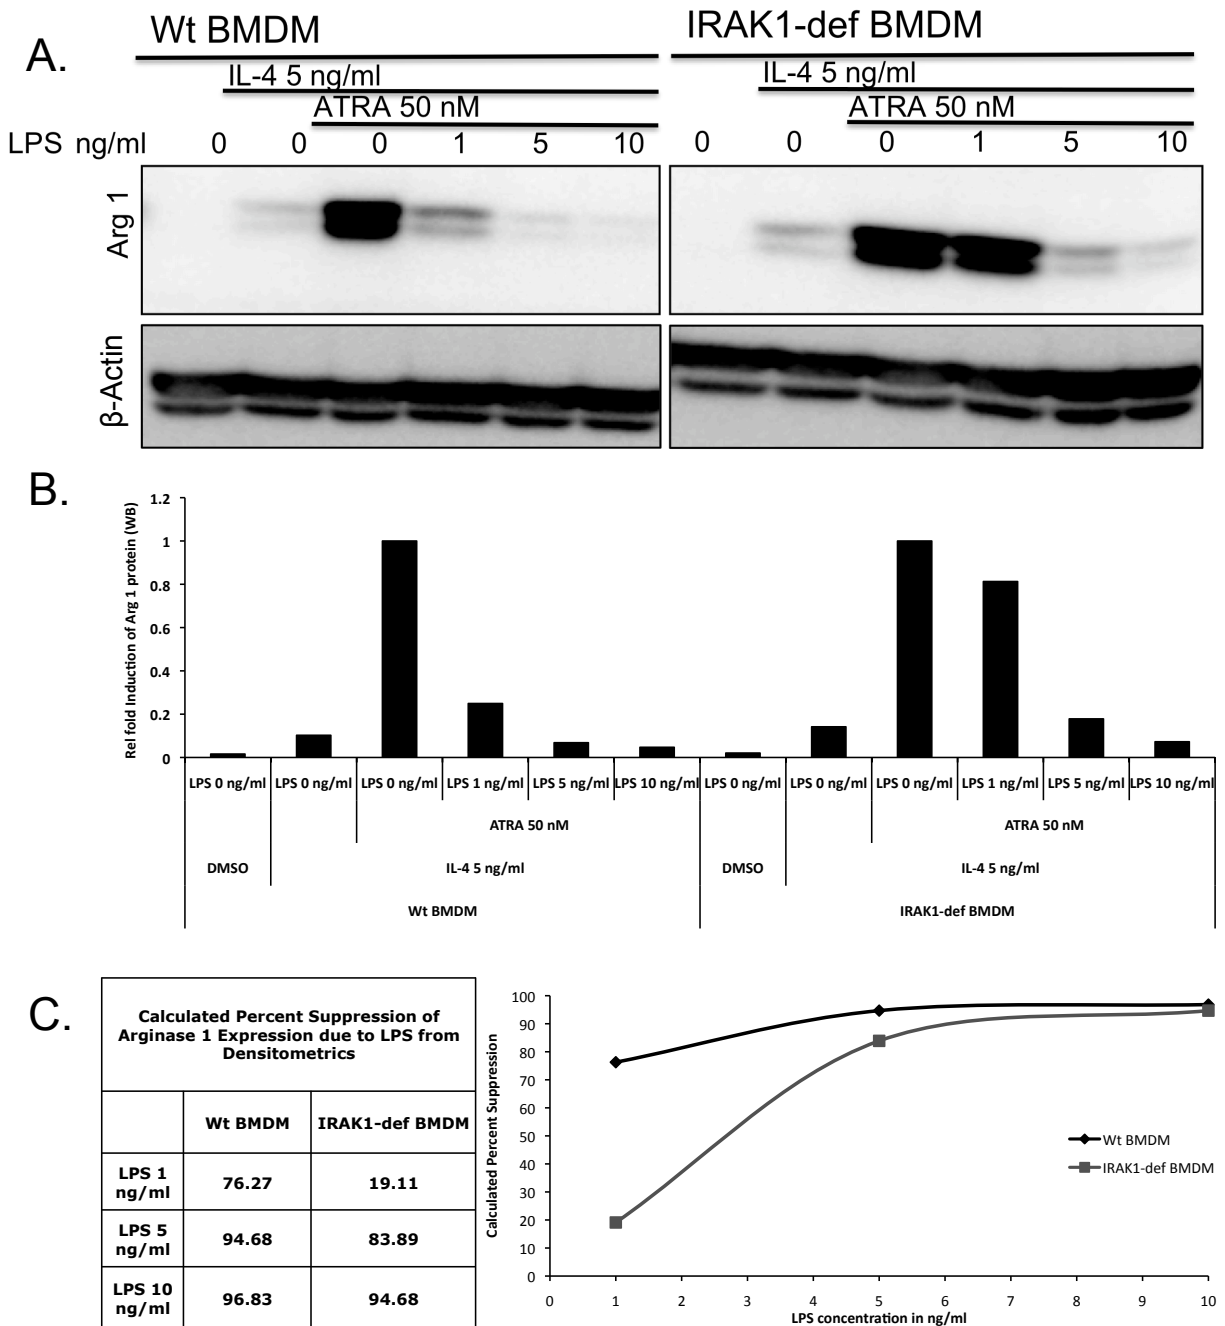 A.
Wt BMDM
IRAK1-def BMDM
IL-4 5 ng/ml
IL-4 5 ng/ml
ATRA 50 nM
ATRA 50 nM
LPS ng/ml 0 0 0 1 5 10 0 0 0 1 5 10
Arg 1
β-Actin
B.
Rel fold Induction of Arg 1 protein (WB)
1.2
1
0.8
0.6
0.4
0.2
0
LPS 0 ng/ml LPS 0 ng/ml LPS 0 ng/ml LPS 1 ng/ml LPS 5 ng/ml LPS 10 ng/ml LPS 0 ng/ml LPS 0 ng/ml LPS 0 ng/ml LPS 1 ng/ml LPS 5 ng/ml LPS 10 ng/ml
ATRA 50 nM ATRA 50 nM
DMSO IL-4 5 ng/ml DMSO IL-4 5 ng/ml
Wt BMDM IRAK1-def BMDM
C.
Calculated Percent Suppression of
Arginase 1 Expression due to LPS from
Densitometrics
Wt BMDM IRAK1-def BMDM
LPS 1
ng/ml
76.27 19.11
LPS 5
ng/ml
94.68 83.89
LPS 10
ng/ml
96.83 94.68
Calculated Percent Suppression
100
90
80
70
60
50
40
30
20
10
0
0 1 2 3 4 5 6 7 8 9 10
LPS concentration in ng/ml
Wt BMDM
IRAK1-def BMDM